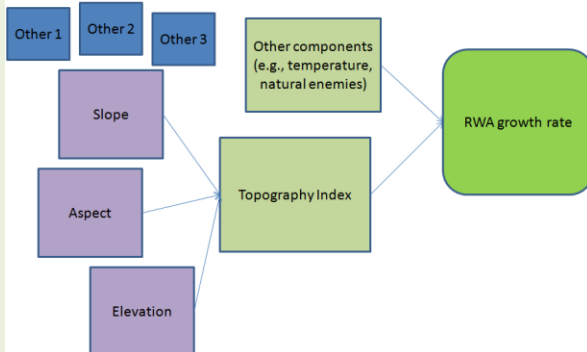 Other 1
Other 2
Other 3
Other components
(e.g., temperature,
natural enemies)
Slope
RWA growth rate
Topography Index
Aspect
Elevation